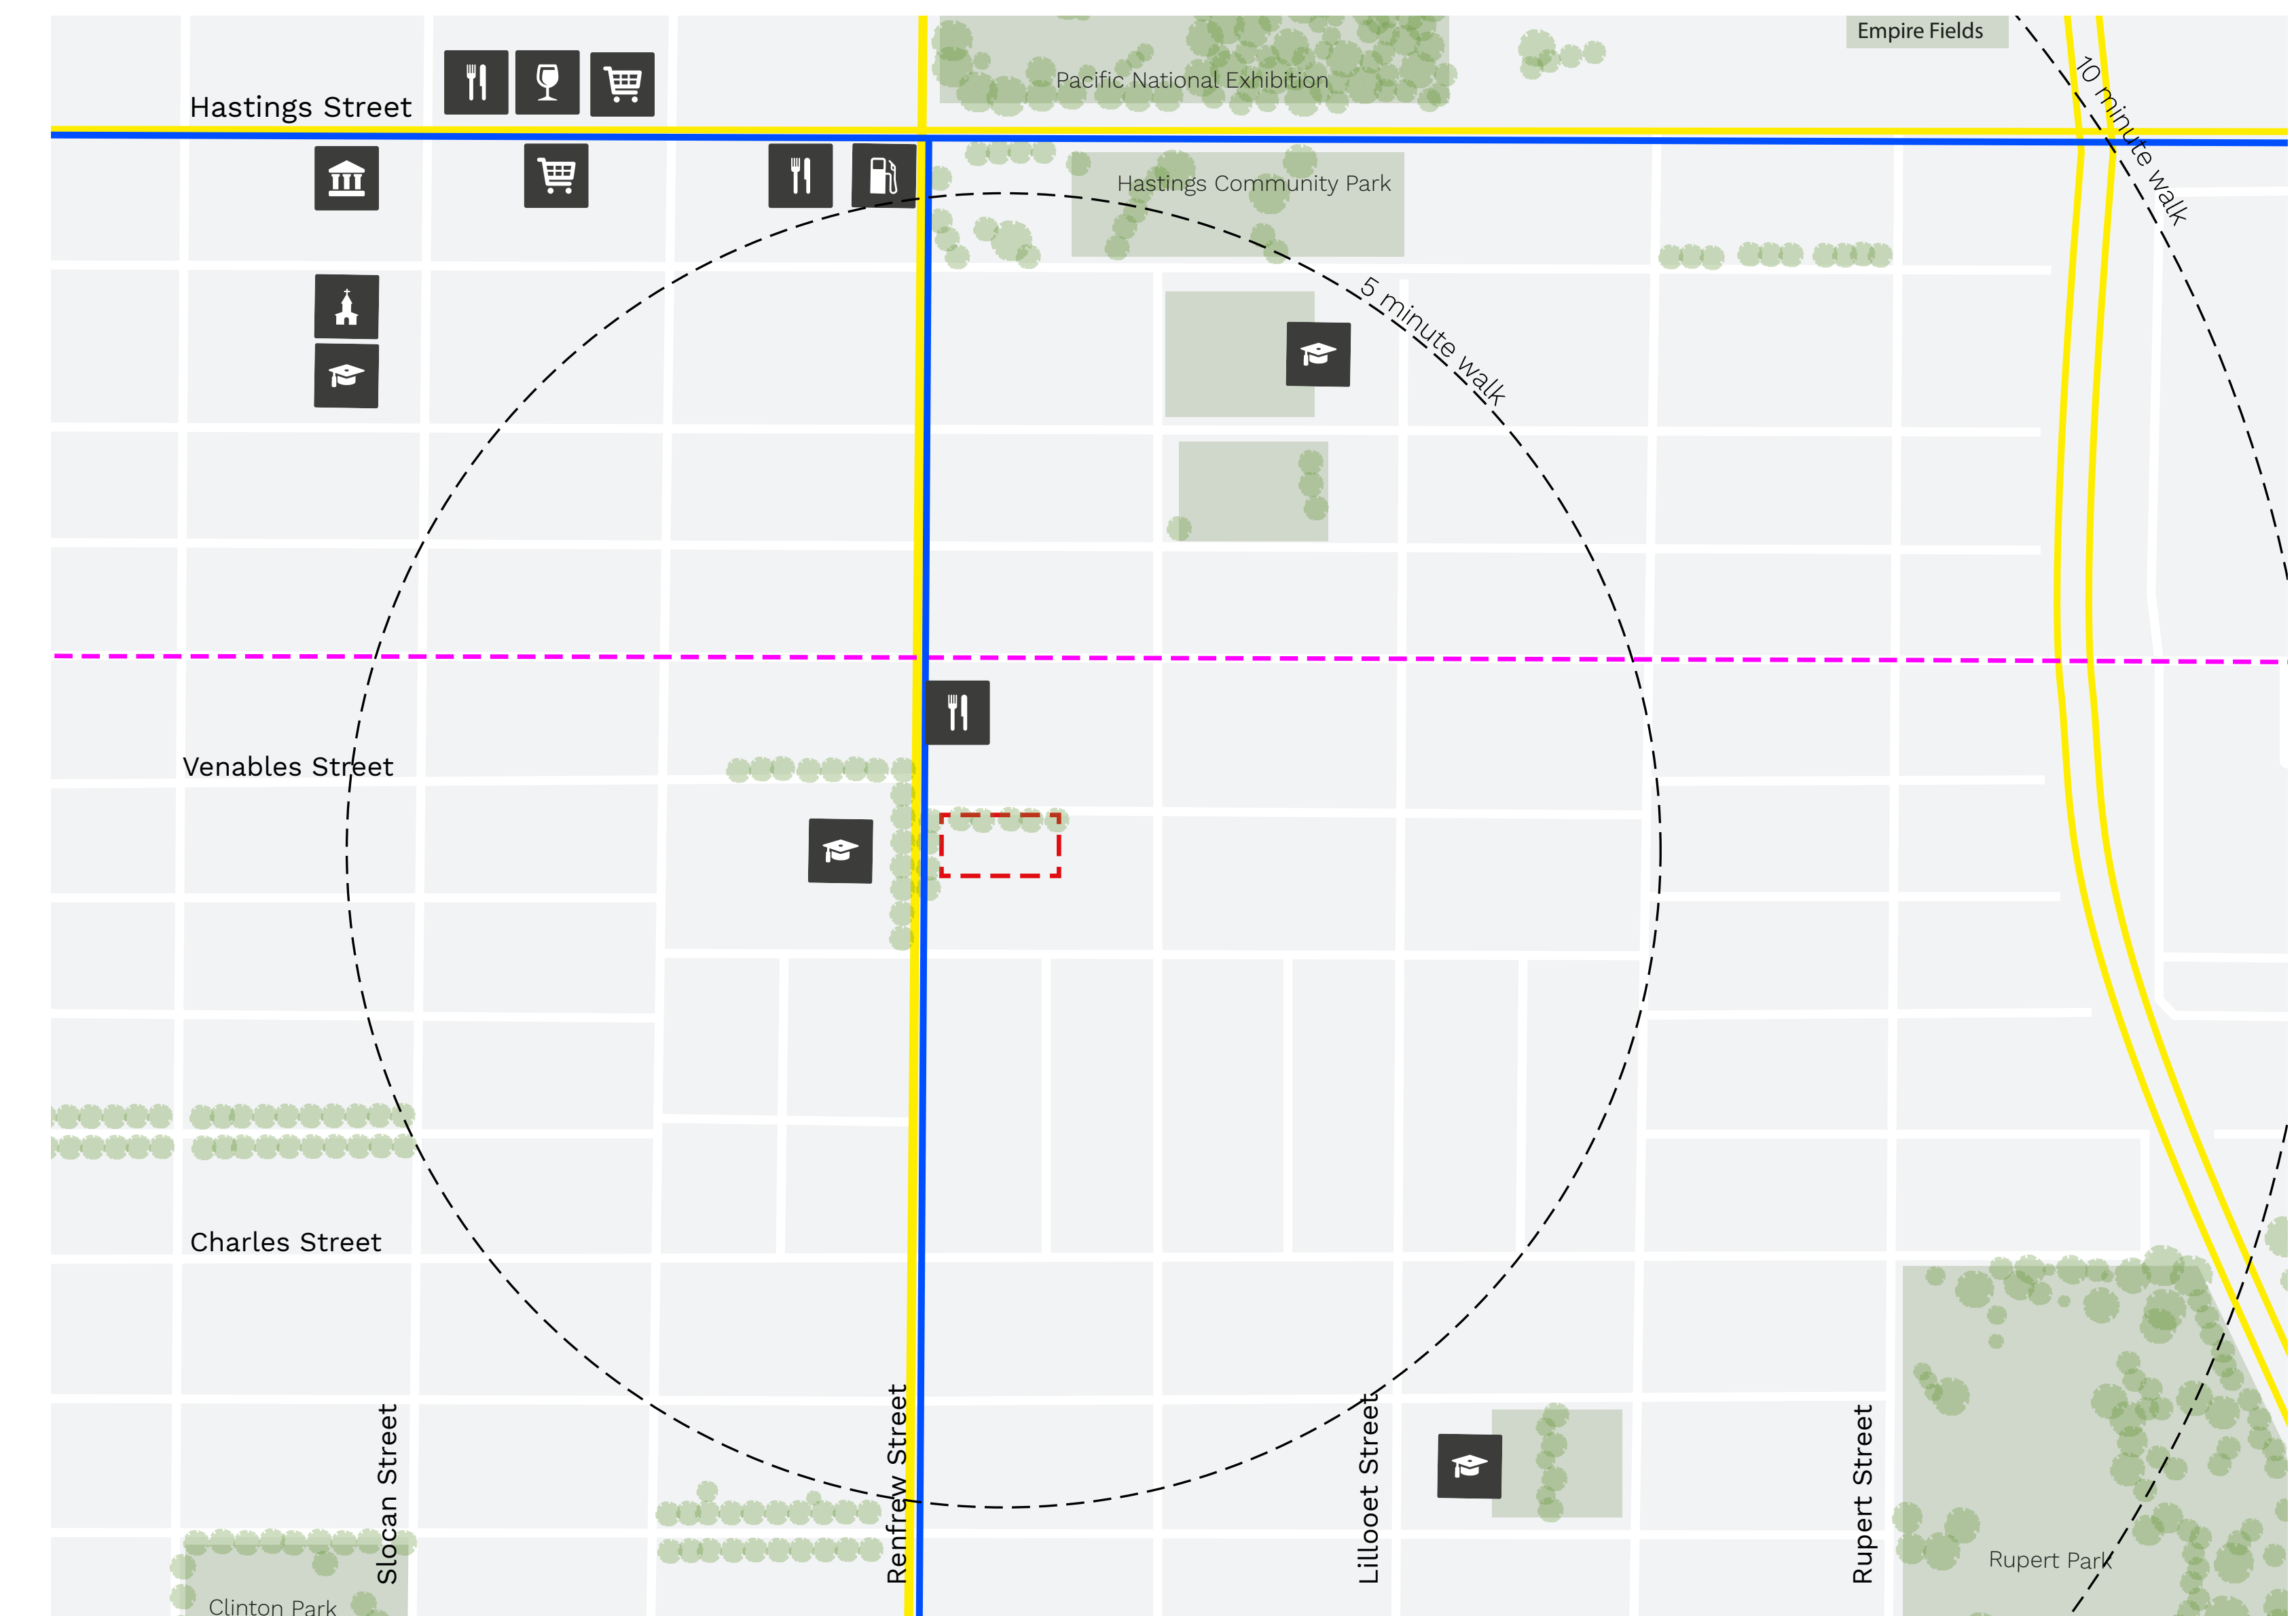 Empire Fields
Pacific National Exhibition
Hastings Street
10 minute walk
Hastings Community Park
5 minute walk
Venables Street
Charles Street
Slocan Street
Renfrew Street
Lillooet Street
Rupert Street
Rupert Park
Clinton Park